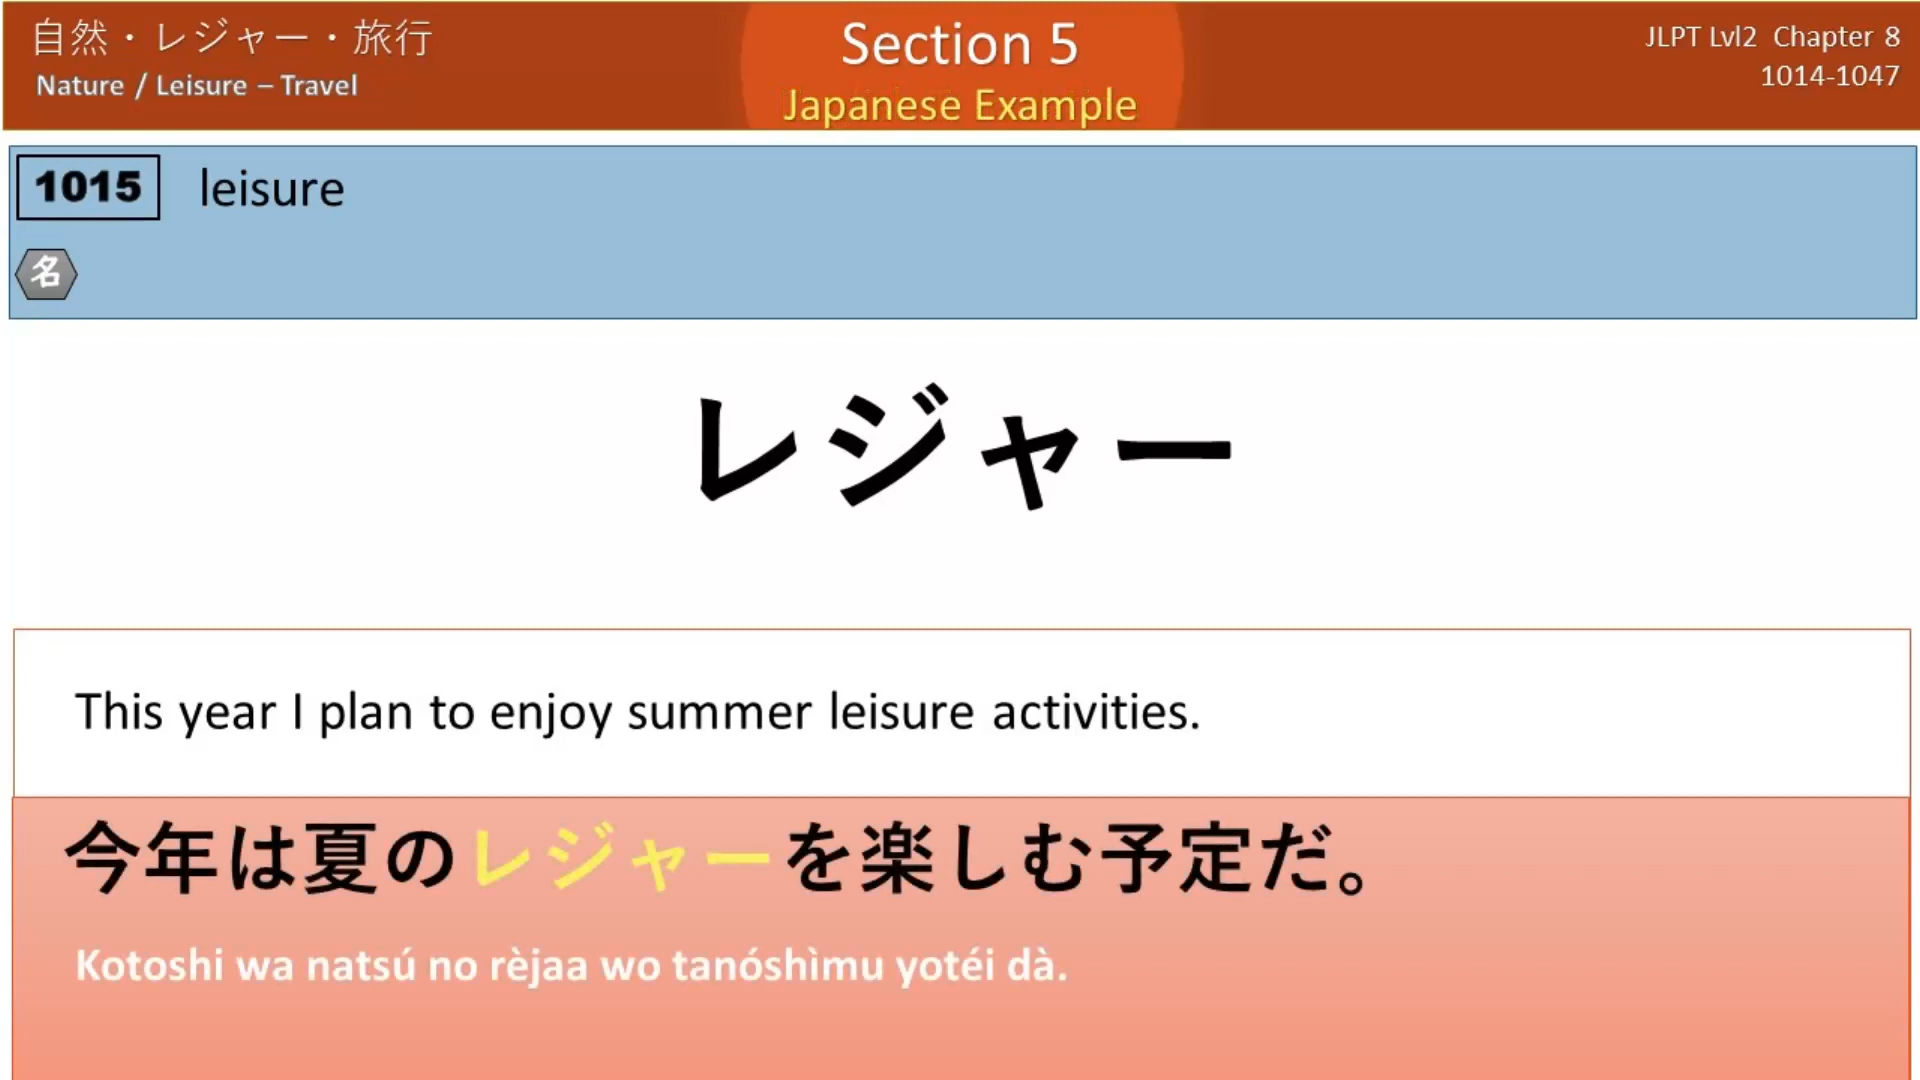 自然・レジャー・旅行
Nature / Leisure – Travel
Section 5
Japanese Example
JLPT Lvl2 Chapter 8
1014-1047
1015 leisure
名
レジャー
This year I plan to enjoy summer leisure activities.
今年は夏のレジャーを楽しむ予定だ。
Kotoshi wa natsú no rèjaa wo tanóshìmu yotéi dà.